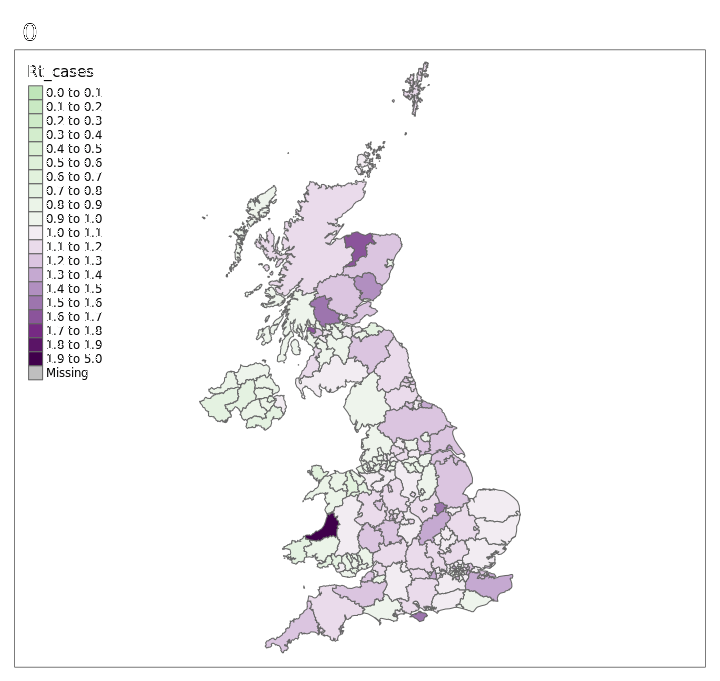 0
Rt_cases
0.0 to 0.1
0.1 to 0.2
0.2 to 0.3
0.3 to 0.4
0.4 to 0.5
0.5 to 0.6
0.6 to 0.7
0.7 to 0.8
0.8 to 0.9
0.9 to 1.0
1.0 to 1.1
1.1 to 1.2
1.2 to 1.3
1.3 to 1.4
1.4 to 1.5
1.5 to 1.6
1.6 to 1.7
1.7 to 1.8
1.8 to 1.9
1.9 to 5.0
Missing